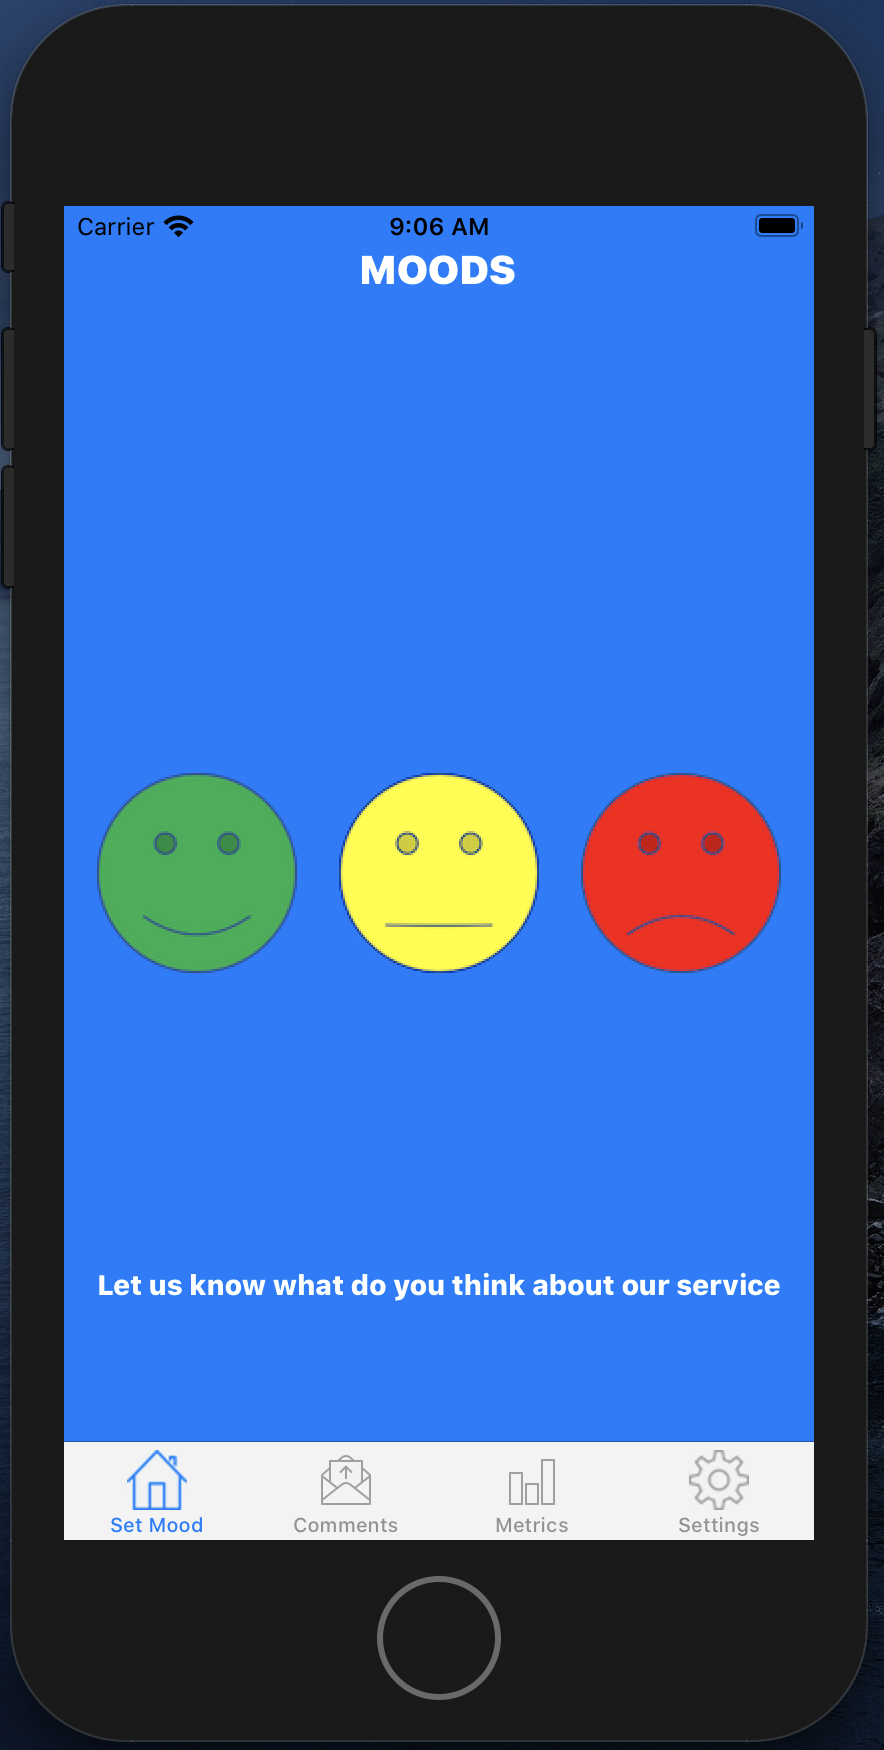 Carrier 9:06 AM
MOODS
Let us know what do you think about our service
Set Mood Comments Metrics Settings